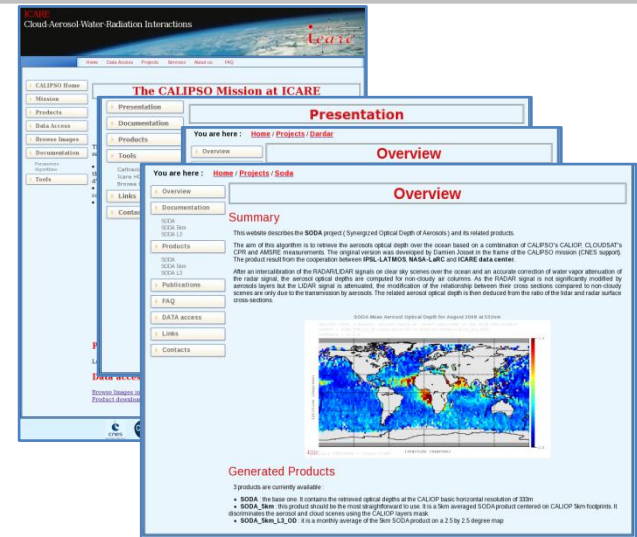 ICARE
Cloud-Aerosol-Water-Radiation Interactions
icare
Home Data Access Projects Services About us FAQ
CALIPSO Home
Mission
Products
Data Access
Browse Images
Documentation
Parameters
Algorithms
Tools
The CALIPSO Mission at ICARE
Data acces
Browse Images in
Product downloa
cnes
Presentation
Documentation
Products
Tools
Links
Contac
Presentation
You are here : Home / Projects / Dardar
Overview
Overview
You are here : Home / Projects / Soda
Overview
Documentation
SODA
SODA 5km
SODA L3
Products
SODA
SODA 5km
SODA L3
Publications
FAQ
DATA access
Links
Contacts
Overview
Summary
This website describes the SODA project ( Synergized Optical Depth of Aerosols ) and its related products.
The aim of this algorithm is to retrieve the aerosols optical depth over the ocean based on a combination of CALIPSO's CALIOP, CLOUDSAT's
CPR and AMSRE measurements. The original version was developed by Damien Josset in the frame of the CALIPSO mission (CNES support).
The product result from the cooperation between IPSL-LATMOS, NASA-LaRC and ICARE data center.
After an intercalibration of the RADAR/LIDAR signals on clear sky scenes over the ocean and an accurate correction of water vapor attenuation of
the radar signal, the aerosol optical depths are computed for non-cloudy air columns. As the RADAR signal is not significantly modified by
aerosols layers but the LIDAR signal is attenuated, the modification of the relationship between their cross sections compared to non-cloudy
scenes are only due to the transmission by aerosols. The related aerosol optical depth is then deduced from the ratio of the lidar and radar surface
cross-sections.
SODA Mean Aerosol Optical Depth for August 2008 at 532nm
Generated Products
3 products are currently available :
SODA : the base one. It contains the retrieved optical depths at the CALIOP basic horizontal resolution of 333m
SODA_5km : this product should be the most straightforward to use. It is a 5km averaged SODA product centered on CALIOP 5km footprints. It
discriminates the aerosol and cloud scenes using the CALIOP layers mask
SODA_5km_L3_OD : it is a monthly average of the 5km SODA product on a 2.5 by 2.5 degree map